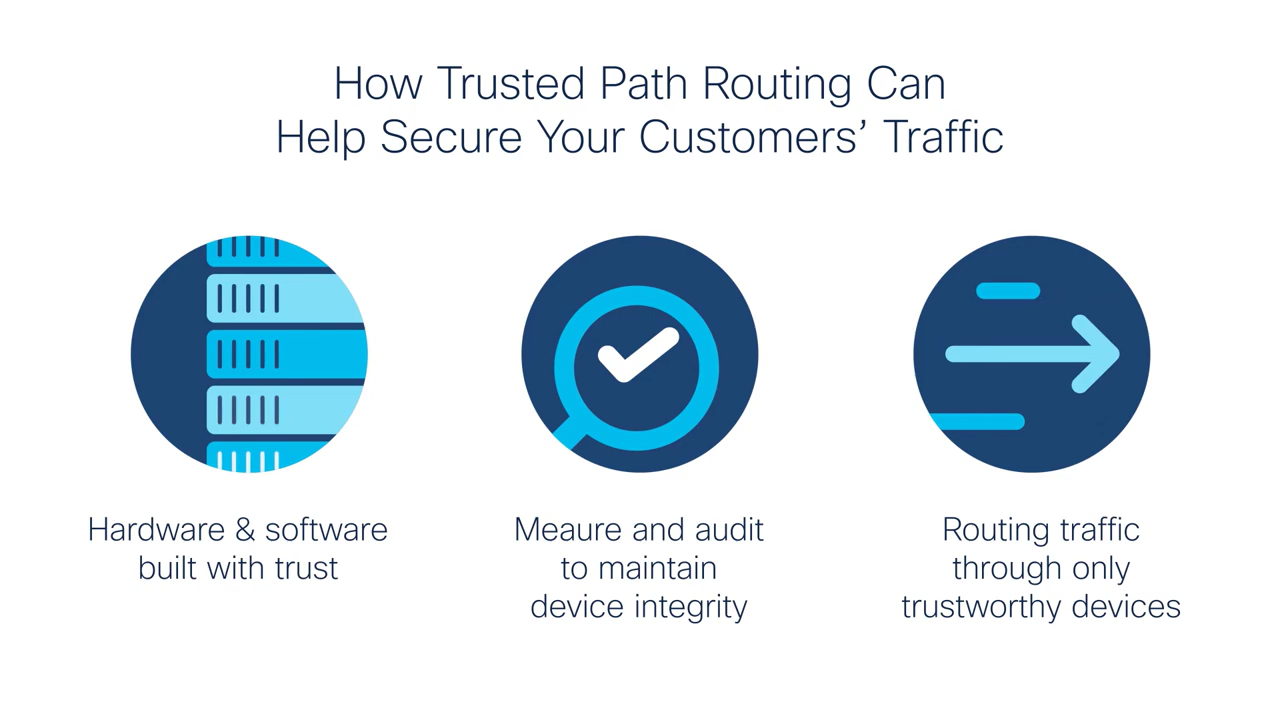 How Trusted Path Routing Can
Help Secure Your Customers’ Traffic
Hardware & software
built with trust
Meaure and audit
to maintain
device integrity
Routing traffic
through only
trustworthy devices